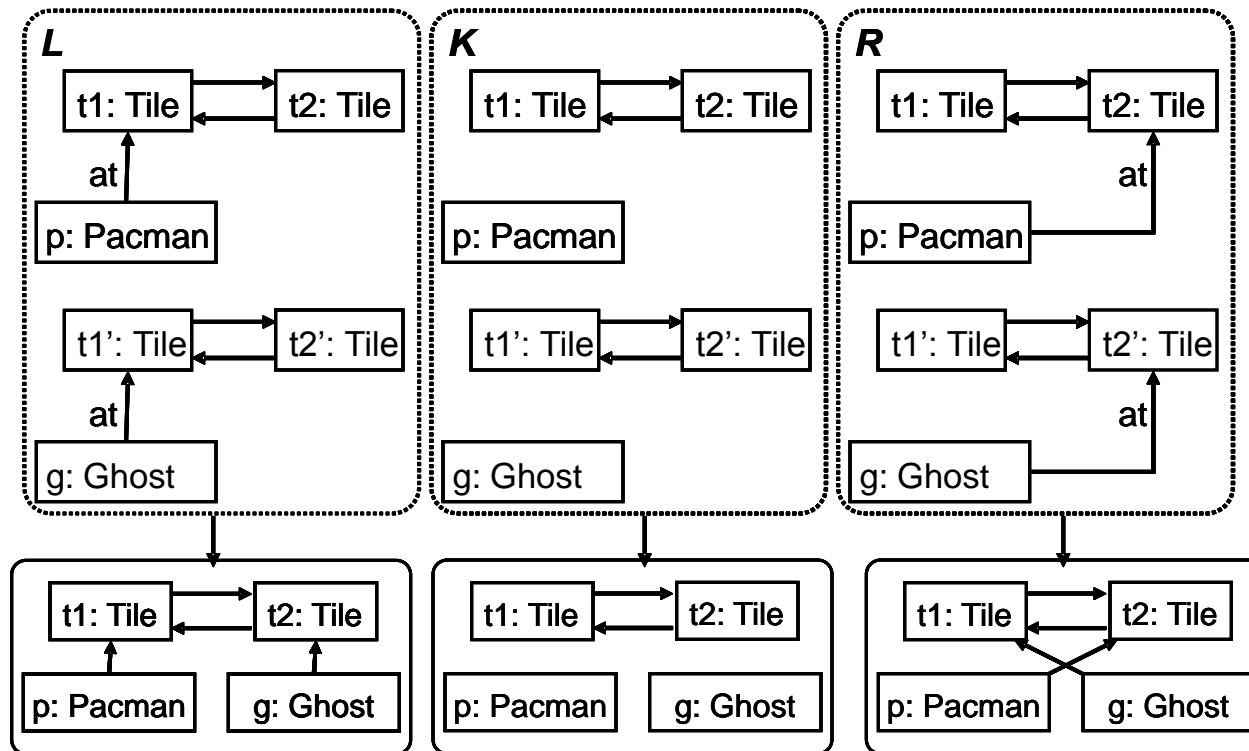 L
t1: Tile
t2: Tile
at
p: Pacman
t1’: Tile
t2’: Tile
at
g: Ghost
K
t1: Tile
t2: Tile
p: Pacman
t1’: Tile
t2’: Tile
g: Ghost
R
t1: Tile
t2: Tile
at
p: Pacman
t1’: Tile
t2’: Tile
at
g: Ghost
t1: Tile
t2: Tile
p: Pacman
g: Ghost
t1: Tile
t2: Tile
p: Pacman
g: Ghost
t1: Tile
t2: Tile
p: Pacman
g: Ghost